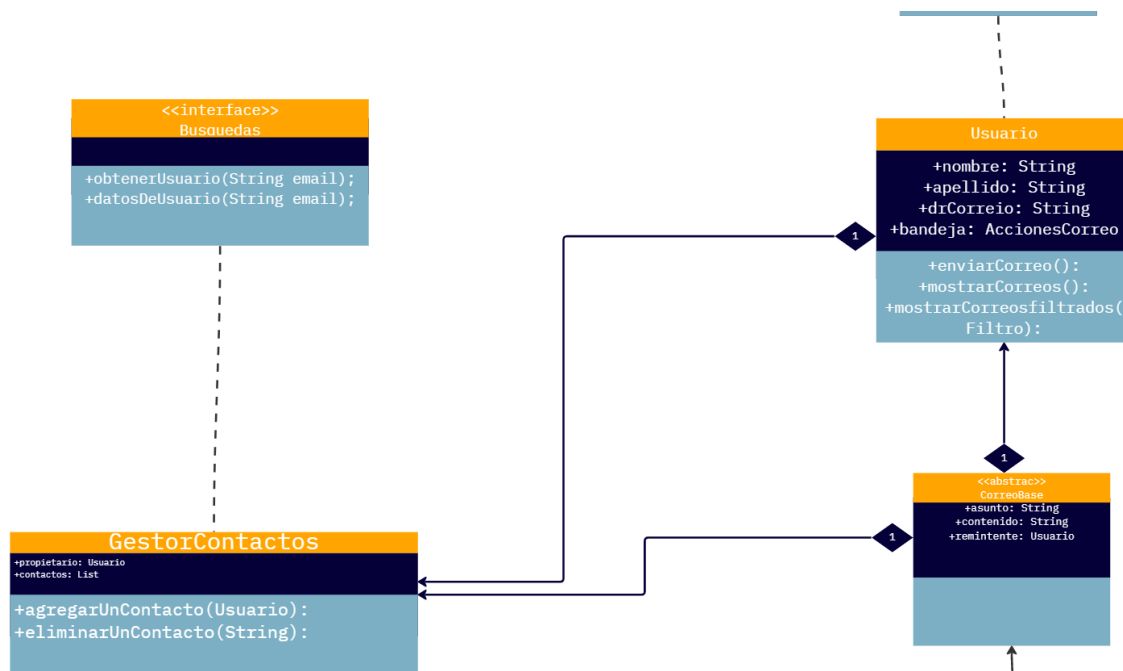 <<interface>>
Busquedas
+obtenerUsuario(String email);
+datosDeUsuario(String email);
Usuario
+nombre: String
+apellido: String
+drCorreio: String
+bandeja: AccionesCorreo
+enviarCorreo():
+mostrarCorreos():
+mostrarCorreosfiltrados(
Filtro):
1
1
<<abstrac>>
CorreoBase
+asunto: String
+contenido: String
+remintente: Usuario
1
GestorContactos
+propietario: Usuario
+contactos: List
+agregarUnContacto(Usuario):
+eliminarUnContacto(String):